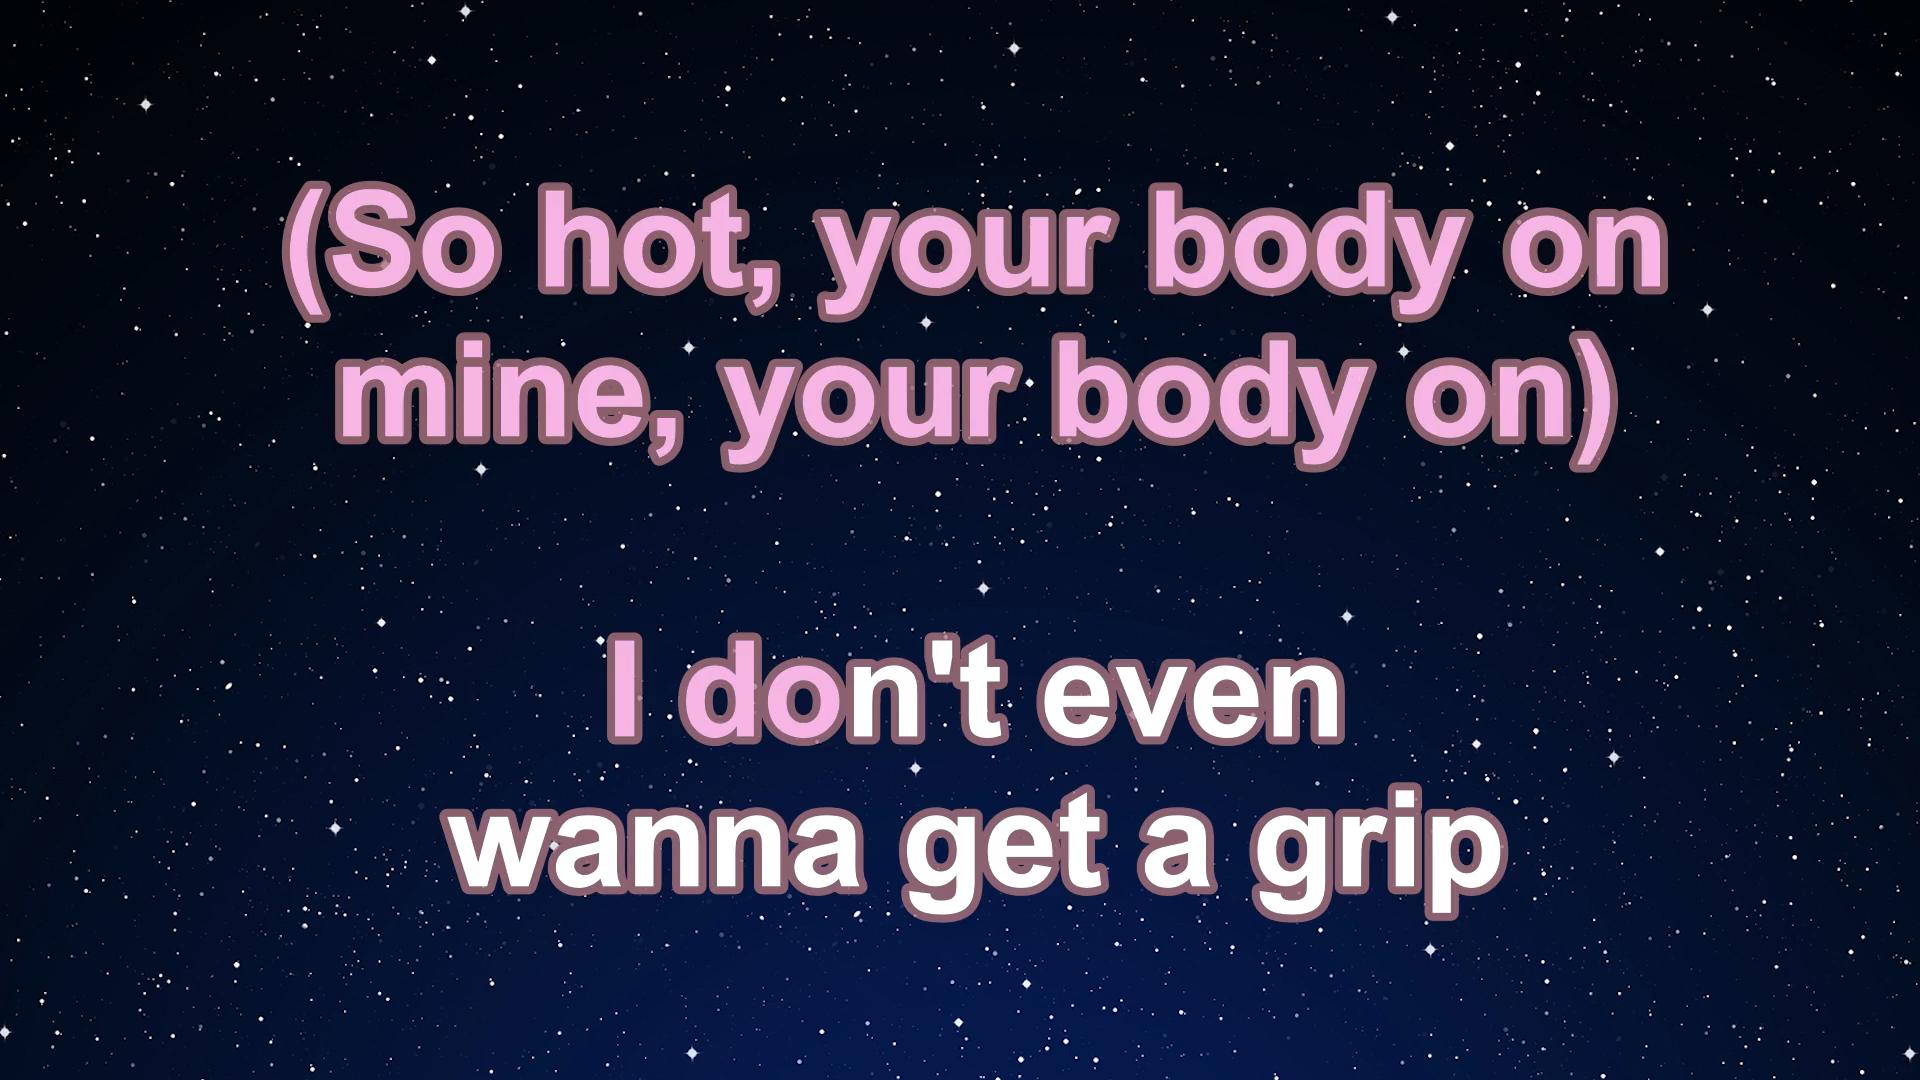 (So hot, your body on
mine, your body on)
I don't even
wanna get a grip